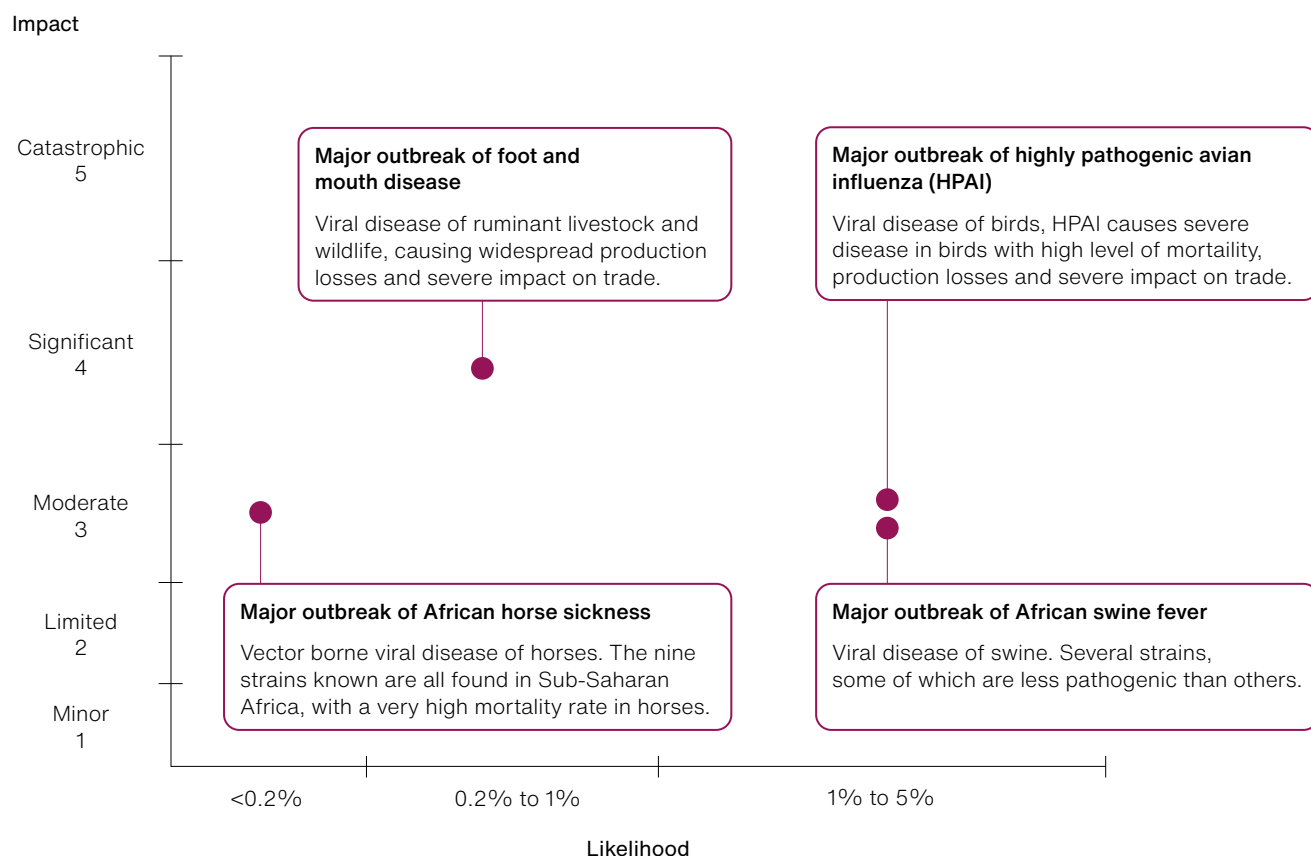 Impact
Catastrophic
5
Major outbreak of foot and
mouth disease
Viral disease of ruminant livestock and
wildlife, causing widespread production
losses and severe impact on trade.
Major outbreak of highly pathogenic avian
influenza (HPAI)
Viral disease of birds, HPAI causes severe
disease in birds with high level of mortaility,
production losses and severe impact on trade.
Significant
4
Moderate
3
Limited
2
Minor
1
Major outbreak of African horse sickness
Vector borne viral disease of horses. The nine
strains known are all found in Sub-Saharan
Africa, with a very high mortality rate in horses.
Major outbreak of African swine fever
Viral disease of swine. Several strains,
some of which are less pathogenic than others.
<0.2%
0.2% to 1%
1% to 5%
Likelihood